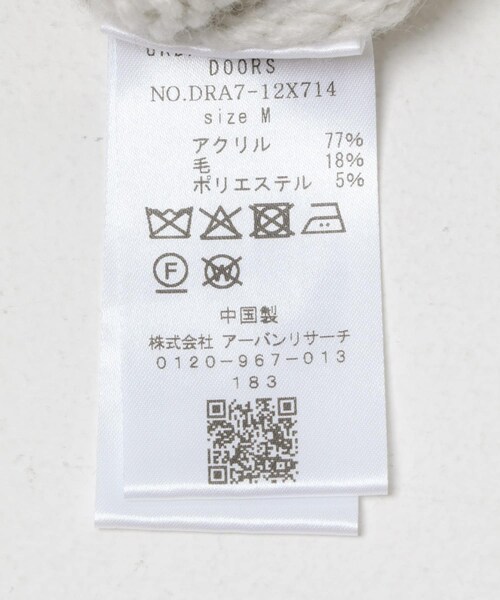 DOORS
NO.DRA7-12X714
size M
アクリル 77%
毛 18%
ポリエステル 5%
F W
中国製
株式会社 アーバンリサーチ
0120-967-013
183